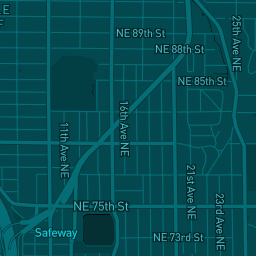 LE
NE 89th St
25th Ave NE
NE 88th St
NE 85th St
16th Ave NE
11th Ave NE
21st Ave NE
23rd Ave NE
NE 75th St
Safeway
NE 73rd St